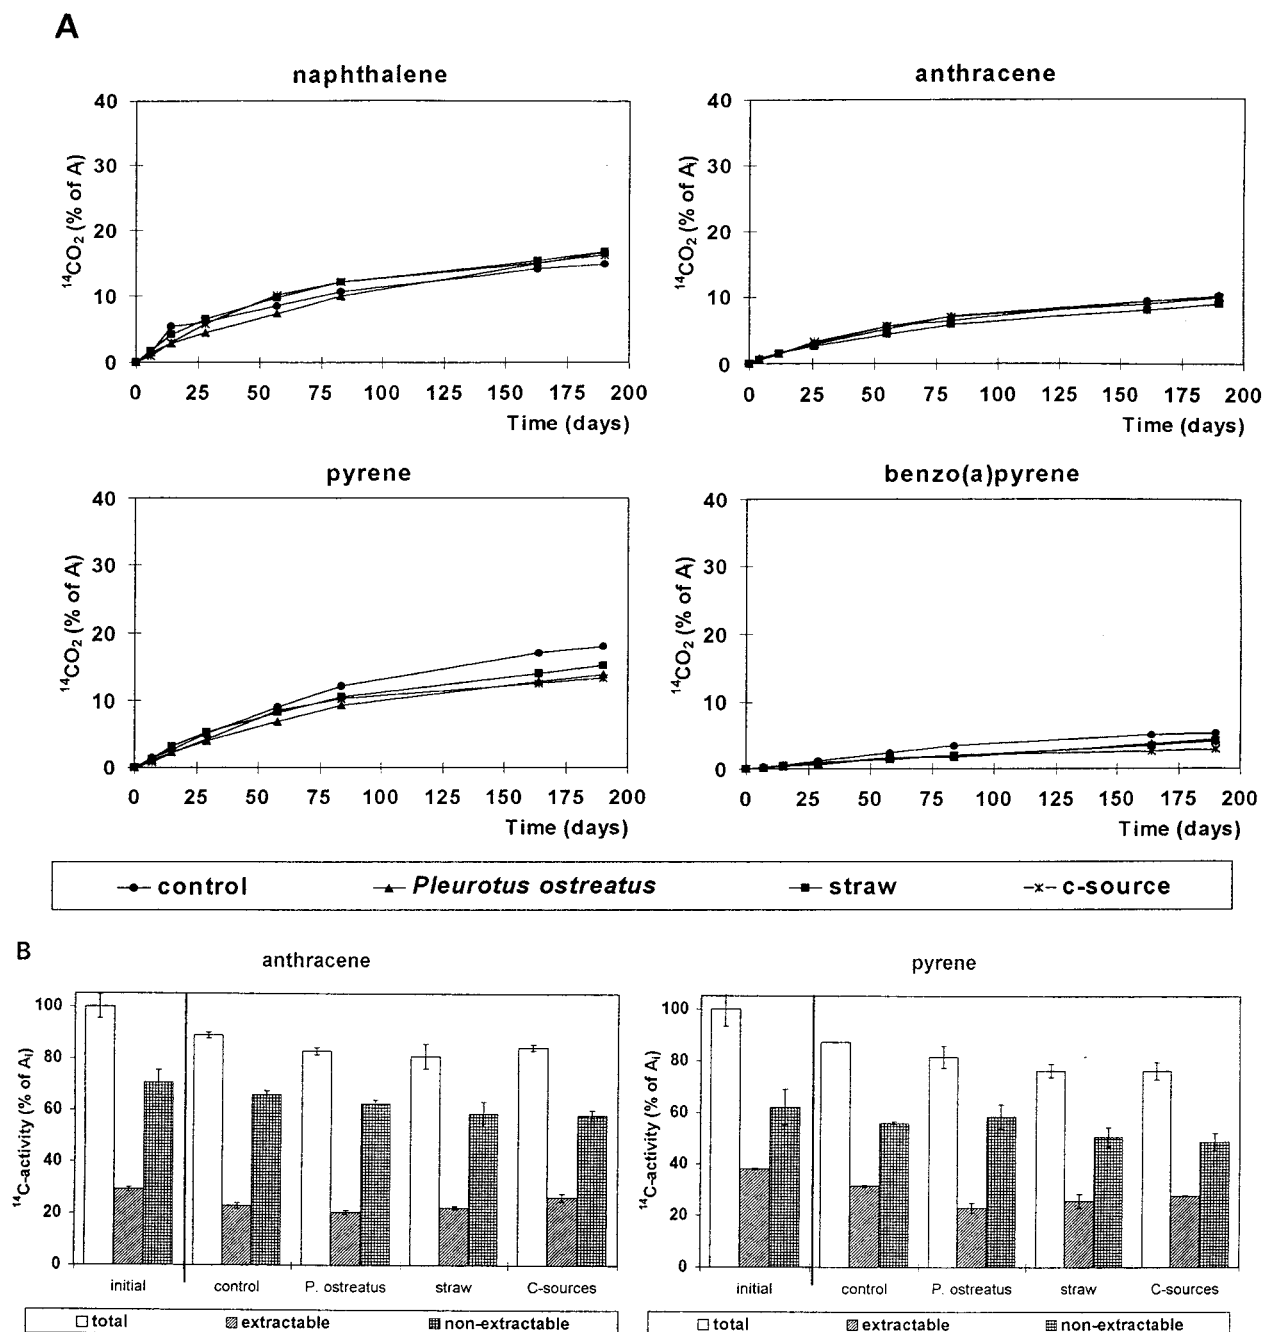 A
naphthalene
anthracene
40
30
20
10
0
¹⁴CO₂ (% of Aᵢ)
0 25 50 75 100 125 150 175 200
Time (days)
40
30
20
10
0
¹⁴CO₂ (% of A)
0 25 50 75 100 125 150 175 200
Time (days)
pyrene
benzo(a)pyrene
40
30
20
10
0
¹⁴CO₂ (% of A)
0 25 50 75 100 125 150 175 200
Time (days)
40
30
20
10
0
¹⁴CO₂ (% of A)
0 25 50 75 100 125 150 175 200
Time (days)
control Pleurotus ostreatus straw c-source
B
anthracene
pyrene
100
80
60
40
20
0
¹⁴C-activity (% of Aᵢ)
initial control P. ostreatus straw C-sources
total extractable non-extractable
100
80
60
40
20
0
¹⁴C-activity (% of Aᵢ)
initial control P. ostreatus straw C-sources
total extractable non-extractable